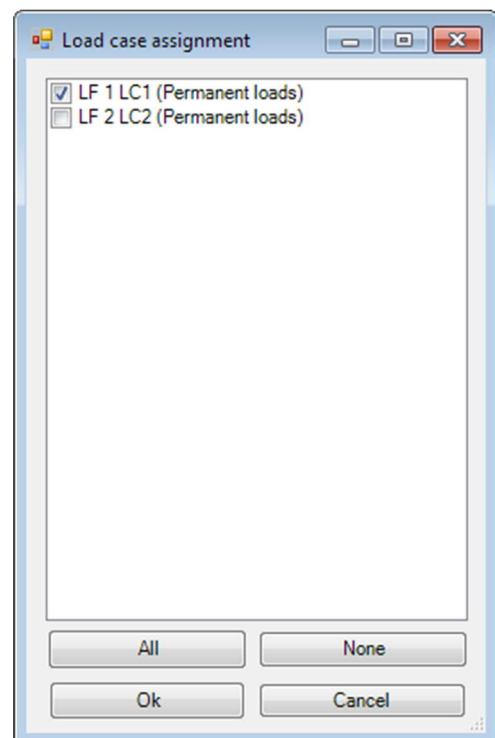 Load case assignment
LF 1 LC1 (Permanent loads)
LF 2 LC2 (Permanent loads)
All None
Ok Cancel